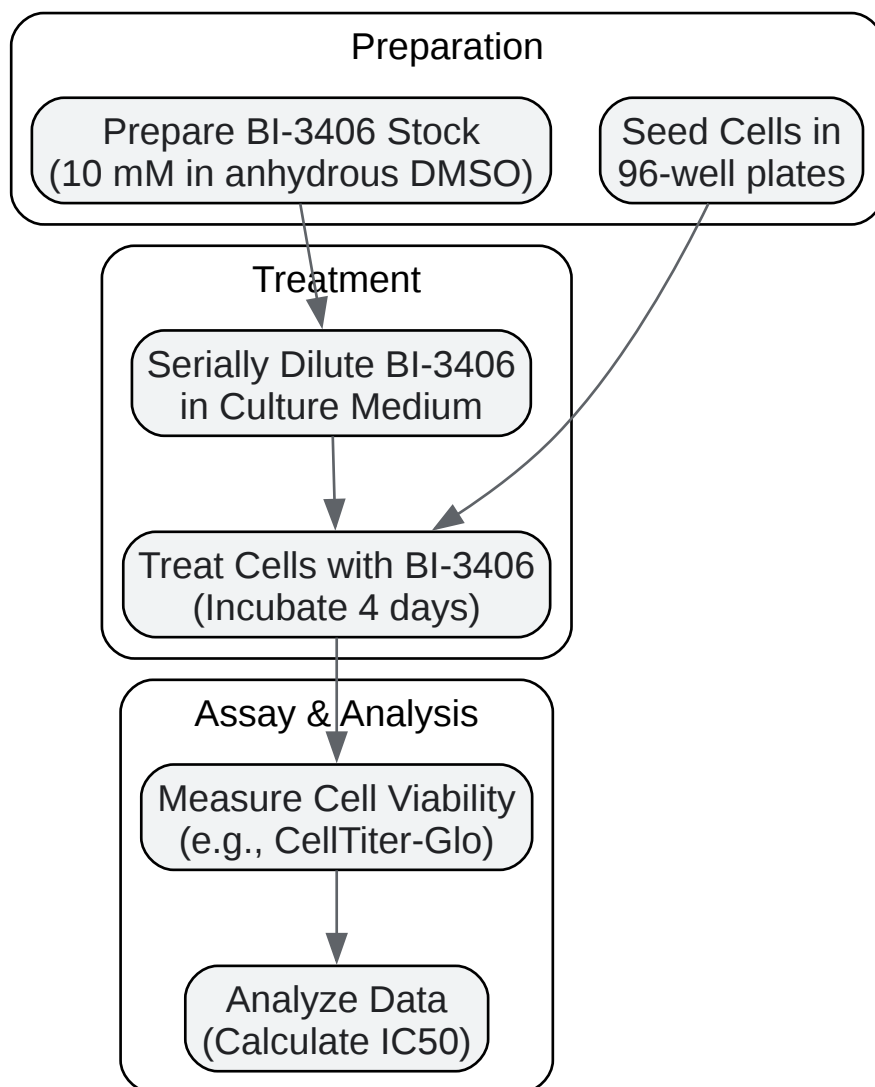 Preparation
Prepare BI-3406 Stock
(10 mM in anhydrous DMSO)
Seed Cells in
96-well plates
Treatment
Serially Dilute BI-3406
in Culture Medium
Treat Cells with BI-3406
(Incubate 4 days)
Assay & Analysis
Measure Cell Viability
(e.g., CellTiter-Glo)
Analyze Data
(Calculate IC50)